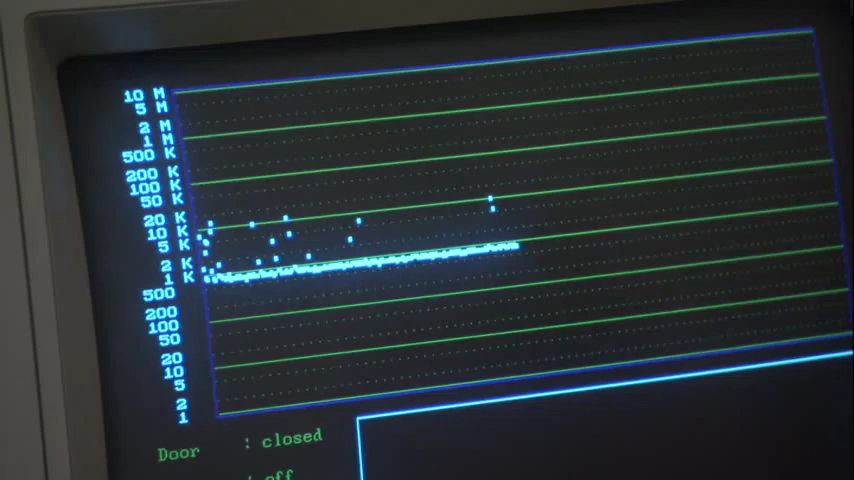 10 M
5 M
2 M
1 M
500 K
200 K
100 K
50 K
20 K
10 K
5 K
2 K
1 K
500
200
100
50
20
10
5
2
1
Door : closed
: off